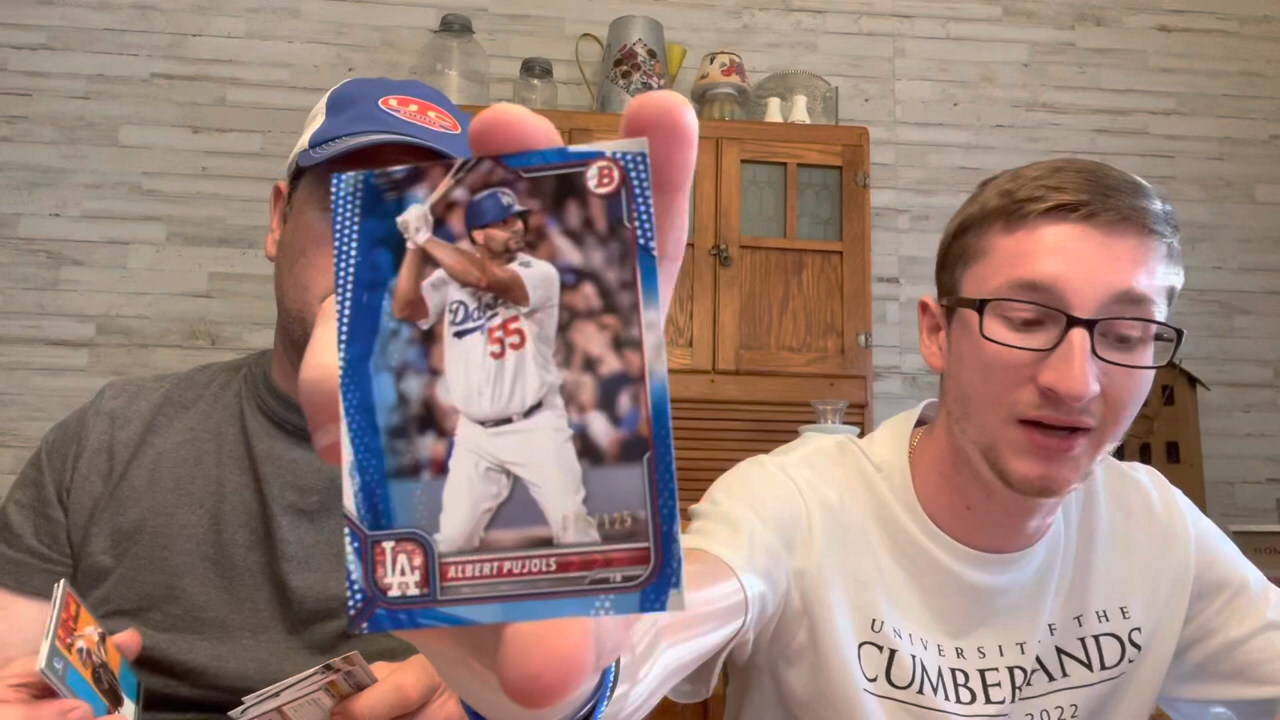 UC
B
Dodgers
55
/125
LA
ALBERT PUJOLS
1B
UNIVERSITY OF THE
CUMBERLANDS
2022